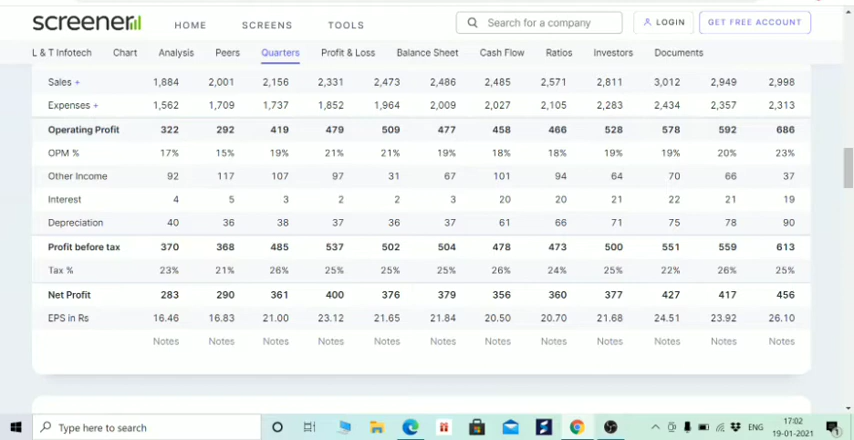 screener HOME SCREENS TOOLS Search for a company LOGIN GET FREE ACCOUNT
L & T Infotech Chart Analysis Peers Quarters Profit & Loss Balance Sheet Cash Flow Ratios Investors Documents
Sales + 1,884 2,001 2,156 2,331 2,473 2,486 2,485 2,571 2,811 3,012 2,949 2,998
Expenses + 1,562 1,709 1,737 1,852 1,964 2,009 2,027 2,105 2,283 2,434 2,357 2,313
Operating Profit 322 292 419 479 509 477 458 466 528 578 592 686
OPM % 17% 15% 19% 21% 21% 19% 18% 18% 19% 19% 20% 23%
Other Income 92 117 107 97 31 67 101 94 64 70 66 37
Interest 4 5 3 2 2 3 20 20 21 22 21 19
Depreciation 40 36 38 37 36 37 61 66 71 75 78 90
Profit before tax 370 368 485 537 502 504 478 473 500 551 559 613
Tax % 23% 21% 26% 25% 25% 25% 26% 24% 25% 22% 26% 25%
Net Profit 283 290 361 400 376 379 356 360 377 427 417 456
EPS in Rs 16.46 16.83 21.00 23.12 21.65 21.84 20.50 20.70 21.68 24.51 23.92 26.10
Notes Notes Notes Notes Notes Notes Notes Notes Notes Notes Notes Notes
Type here to search ENG 17:02
19-01-2021